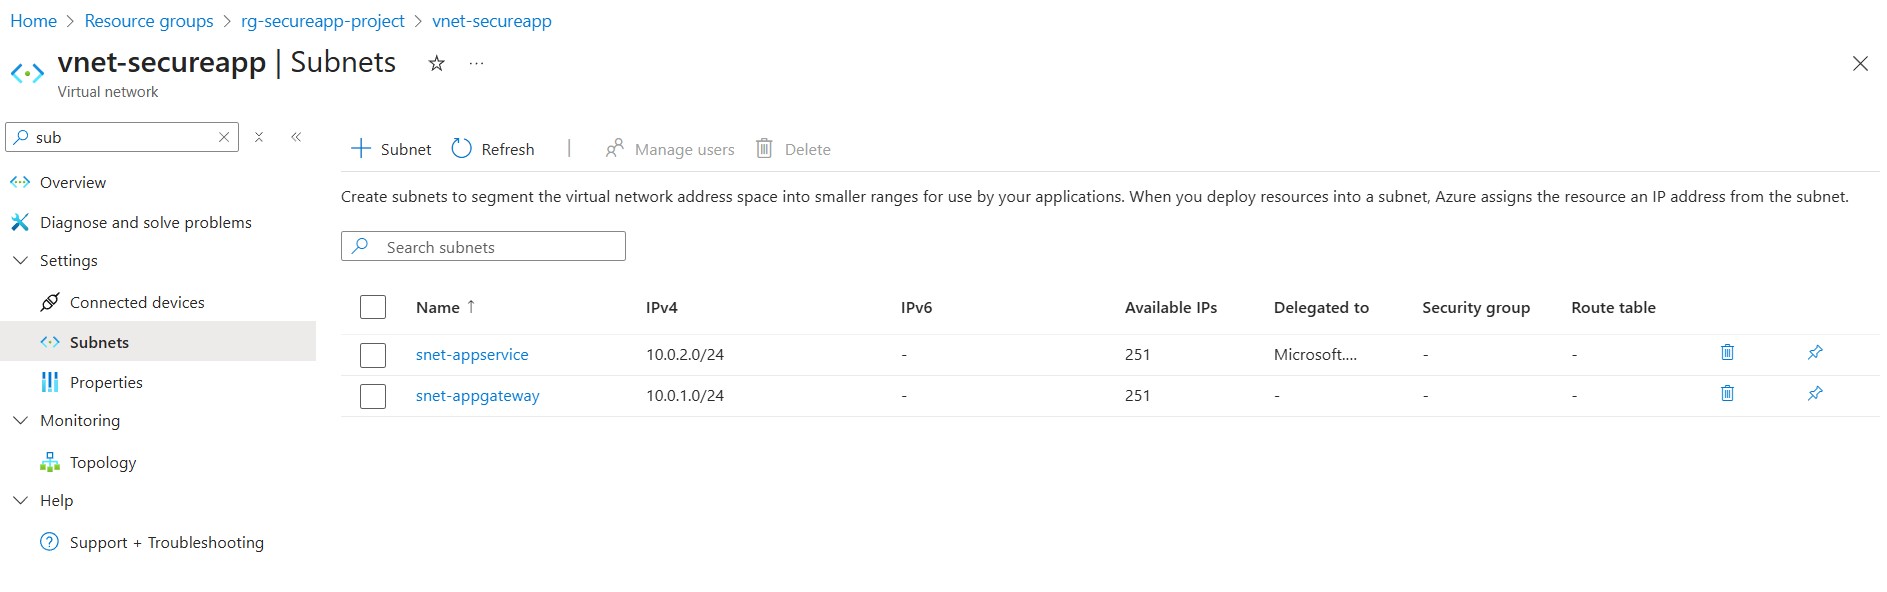 Home > Resource groups > rg-secureapp-project > vnet-secureapp
vnet-secureapp | Subnets ☆ ...
Virtual network
sub
Overview
Diagnose and solve problems
Settings
Connected devices
Subnets
Properties
Monitoring
Topology
Help
Support + Troubleshooting
+ Subnet Refresh | Manage users Delete
Create subnets to segment the virtual network address space into smaller ranges for use by your applications. When you deploy resources into a subnet, Azure assigns the resource an IP address from the subnet.
Search subnets
Name ↑ IPv4 IPv6 Available IPs Delegated to Security group Route table
snet-appservice 10.0.2.0/24 - 251 Microsoft.... - -
snet-appgateway 10.0.1.0/24 - 251 - - -